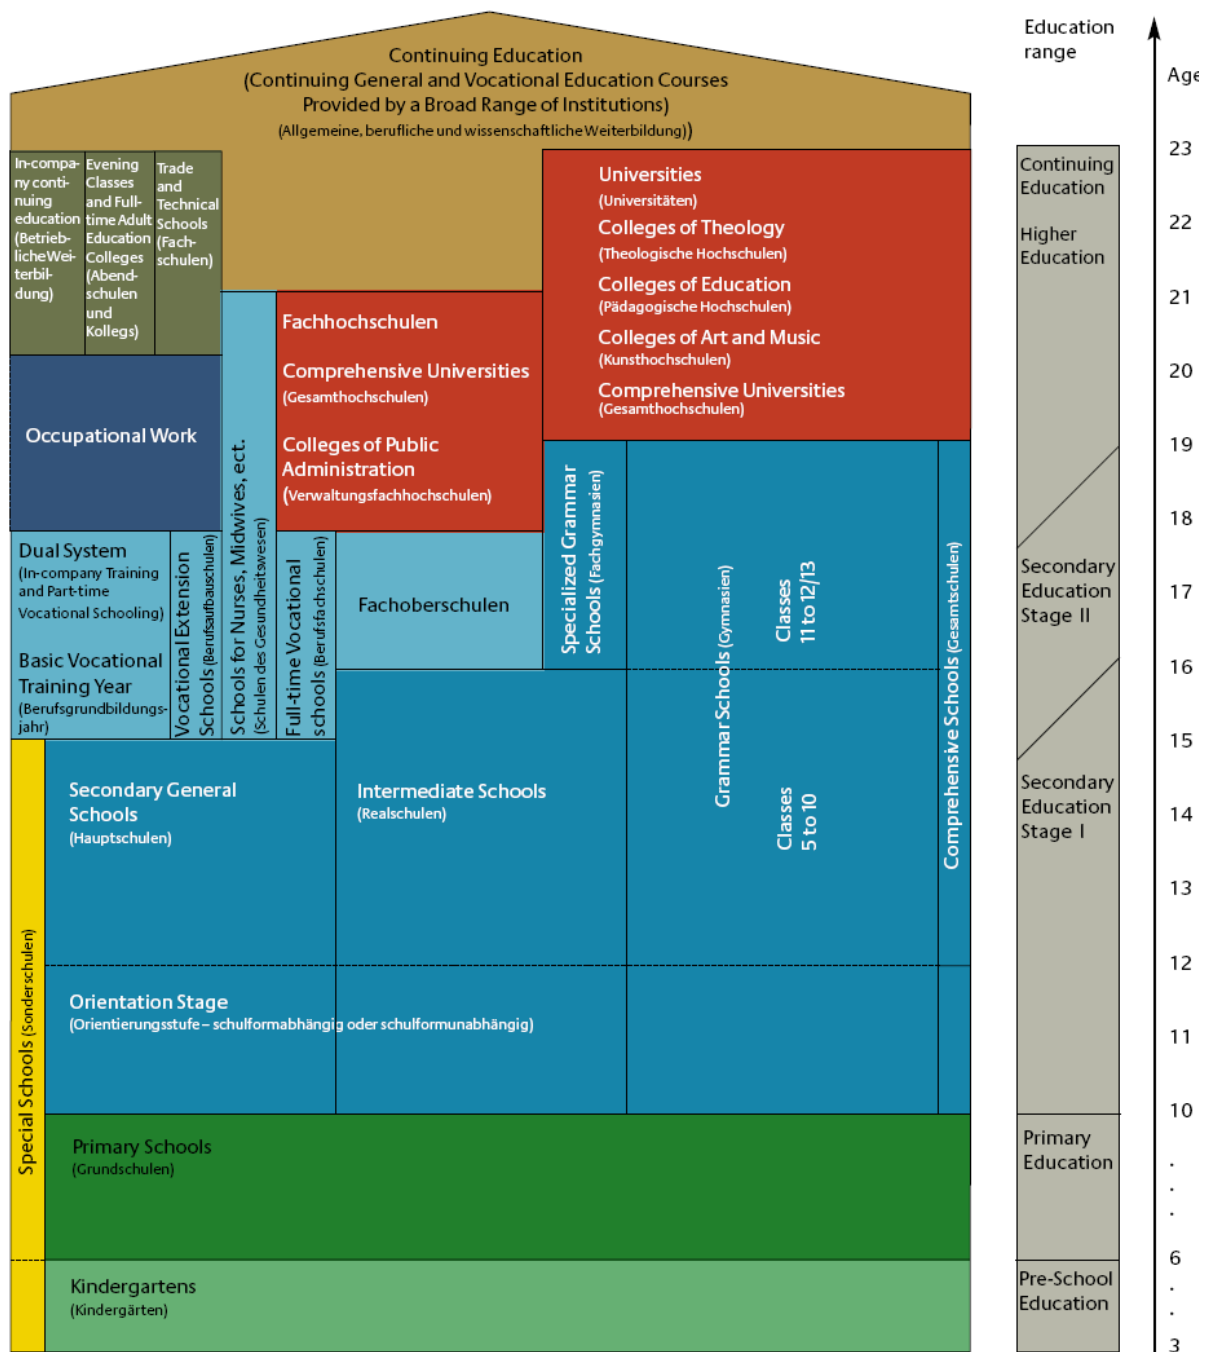 Continuing Education
(Continuing General and Vocational Education Courses
Provided by a Broad Range of Institutions)
(Allgemeine, berufliche und wissenschaftliche Weiterbildung))
In-compa-
ny conti-
nuing
education
(Betrieb-
licheWei-
terbil-
dung)
Evening
Classes
and Full-
time Adult
Education
Colleges
(Abend-
schulen
und
Kollegs)
Trade
and
Technical
Schools
(Fach-
schulen)
Universities
(Universitäten)
Colleges of Theology
(Theologische Hochschulen)
Colleges of Education
(Pädagogische Hochschulen)
Colleges of Art and Music
(Kunsthochschulen)
Comprehensive Universities
(Gesamthochschulen)
Fachhochschulen
Comprehensive Universities
(Gesamthochschulen)
Colleges of Public
Administration
(Verwaltungsfachhochschulen)
Occupational Work
Dual System
(In-company Training
and Part-time
Vocational Schooling)
Basic Vocational
Training Year
(Berufsgrundbildungs-
jahr)
Vocational Extension
Schools (Berufsaufbauschulen)
Schools for Nurses, Midwives, ect.
(Schulen des Gesundheitswesen)
Full-time Vocational
schools (Berufsfachschulen)
Fachoberschulen
Specialized Grammar
Schools (Fachgymnasien)
Grammar Schools (Gymnasien)
Classes
11 to 12/13
Classes
5 to 10
Comprehensive Schools (Gesamtschulen)
Secondary General
Schools
(Hauptschulen)
Intermediate Schools
(Realschulen)
Orientation Stage
(Orientierungsstufe – schulformabhängig oder schulformunabhängig)
Special Schools (Sonderschulen)
Primary Schools
(Grundschulen)
Kindergartens
(Kindergärten)
Education
range
Continuing
Education
Higher
Education
Secondary
Education
Stage II
Secondary
Education
Stage I
Primary
Education
Pre-School
Education
Age
23
22
21
20
19
18
17
16
15
14
13
12
11
10
.
.
.
6
.
.
3